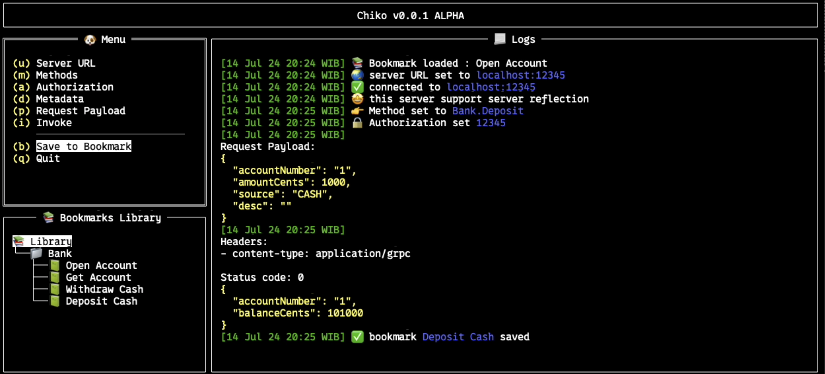 Chiko v0.0.1 ALPHA
Menu
(u) Server URL
(m) Methods
(a) Authorization
(d) Metadata
(p) Request Payload
(i) Invoke
(b) Save to Bookmark
(q) Quit
Bookmarks Library
Library
Bank
Open Account
Get Account
Withdraw Cash
Deposit Cash
Logs
[14 Jul 24 20:24 WIB] Bookmark loaded : Open Account
[14 Jul 24 20:24 WIB] server URL set to localhost:12345
[14 Jul 24 20:24 WIB] connected to localhost:12345
[14 Jul 24 20:24 WIB] this server support server reflection
[14 Jul 24 20:25 WIB] Method set to Bank.Deposit
[14 Jul 24 20:25 WIB] Authorization set 12345
[14 Jul 24 20:25 WIB]
Request Payload:
{
"accountNumber": "1",
"amountCents": 1000,
"source": "CASH",
"desc": ""
}
[14 Jul 24 20:25 WIB]
Headers:
- content-type: application/grpc
Status code: 0
{
"accountNumber": "1",
"balanceCents": 101000
}
[14 Jul 24 20:25 WIB] bookmark Deposit Cash saved